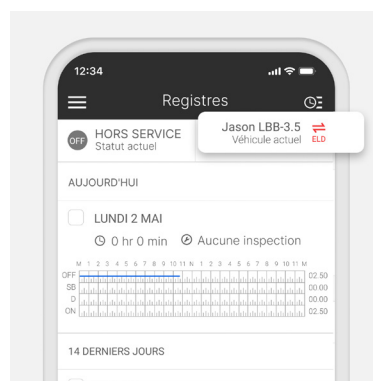 12:34
Registres
OFF HORS SERVICE
Statut actuel
Jason LBB-3.5
Véhicule actuel ELD
AUJOURD'HUI
LUNDI 2 MAI
0 hr 0 min Aucune inspection
M 1 2 3 4 5 6 7 8 9 10 11 N 1 2 3 4 5 6 7 8 9 10 11 M
OFF 02.50
SB 00:00
D 00.00
ON 02.50
14 DERNIERS JOURS